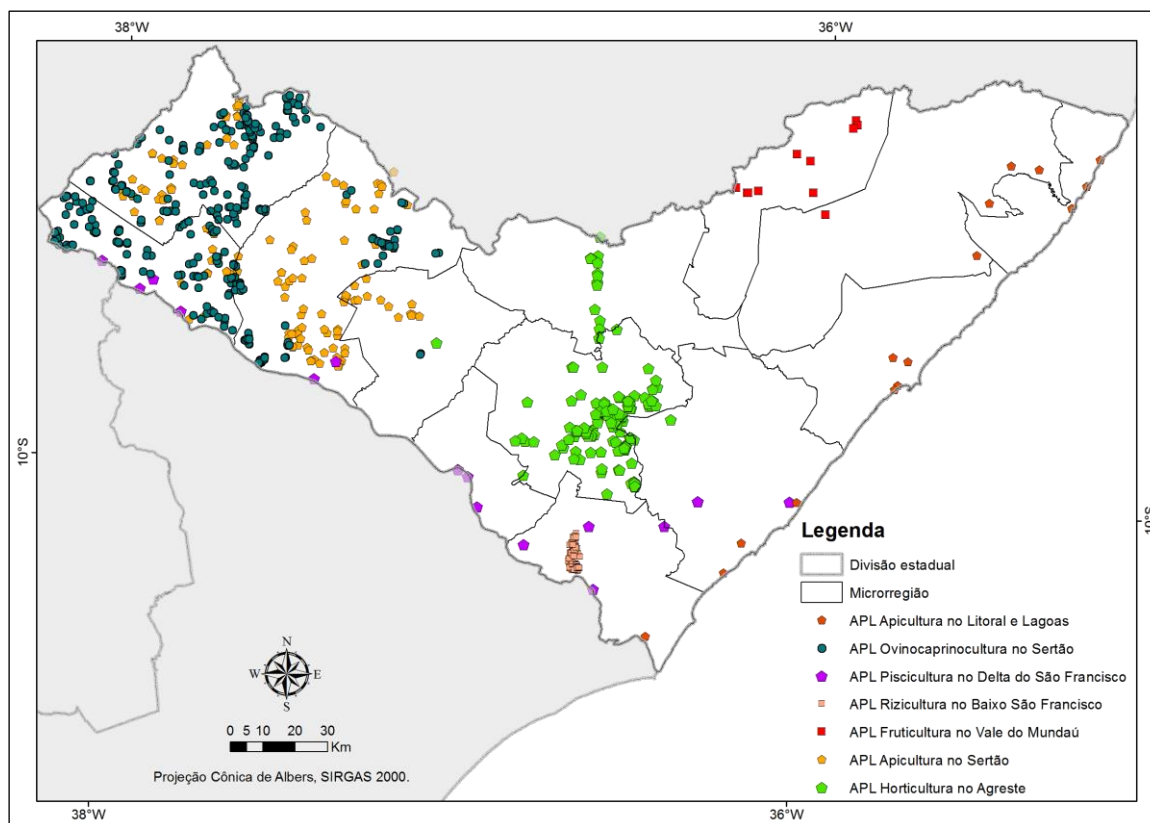 38°W
36°W
10°S
10°S
Legenda
Divisão estadual
Microrregião
APL Apicultura no Litoral e Lagoas
APL Ovinocaprinocultura no Sertão
APL Piscicultura no Delta do São Francisco
APL Rizicultura no Baixo São Francisco
APL Fruticultura no Vale do Mundaú
APL Apicultura no Sertão
APL Horticultura no Agreste
N
W E
S
0 5 10 20 30
Km
Projeção Cônica de Albers, SIRGAS 2000.
38°W
36°W